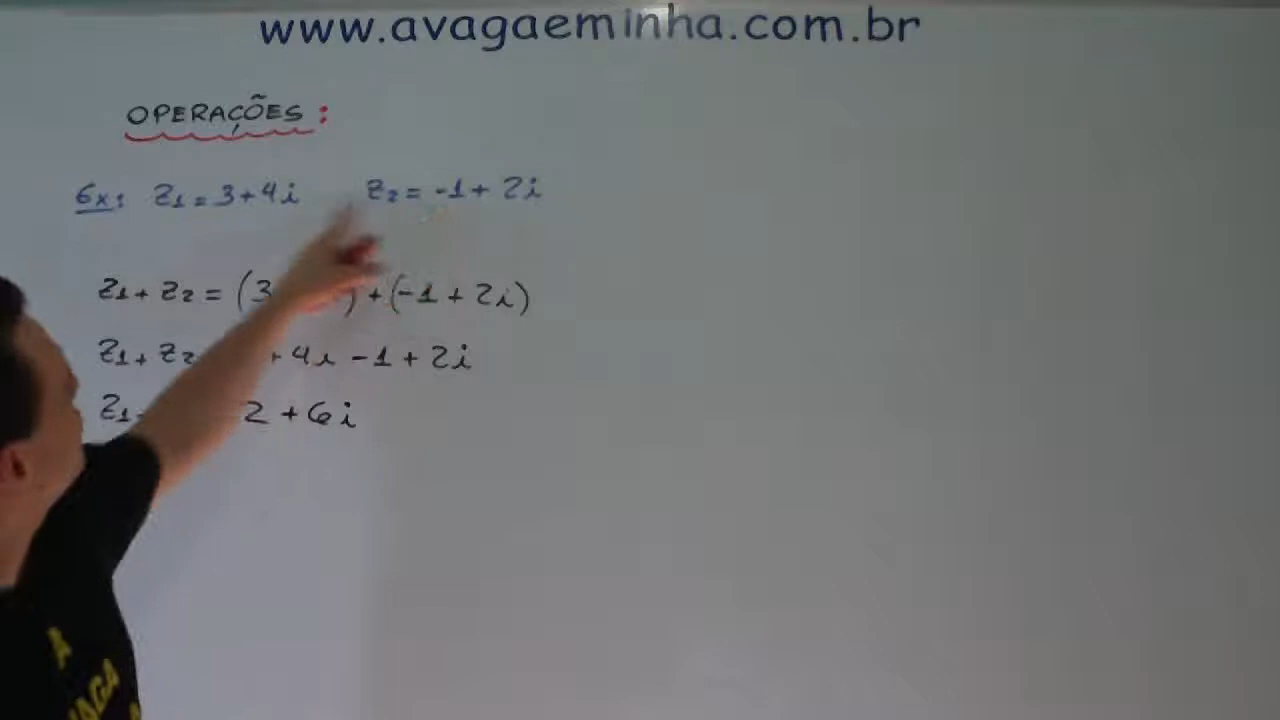 www.avagaeminha.com.br
OPERAÇÕES:
Ex: Z1 = 3 + 4i Z2 = -1 + 2i
Z1 + Z2 = (3 ) + (-1 + 2i)
Z1 + Z2 + 4i - 1 + 2i
Z1 2 + 6i
A
VAGA